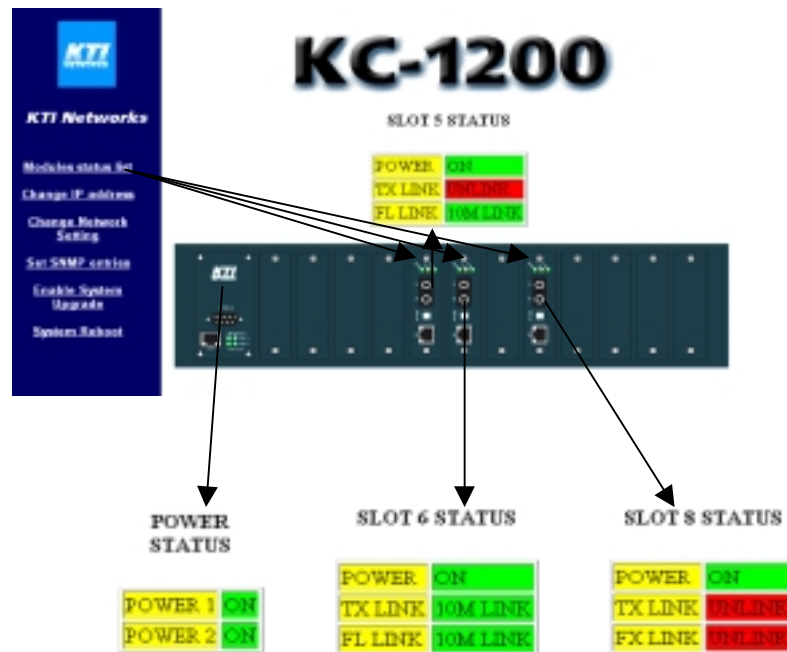 KTI
KC-1200
KTI Networks
SLOT 5 STATUS
Modules status list
Change IP address
Change Network
Setting
Set SNMP entries
Enable System
Upgrade
System Reboot
POWER ON
TX LINK UNLINK
FL LINK 10M LINK
KTI
POWER
STATUS
POWER 1 ON
POWER 2 ON
SLOT 6 STATUS
POWER ON
TX LINK 10M LINK
FL LINK 10M LINK
SLOT 8 STATUS
POWER ON
TX LINK UNLINK
FX LINK UNLINK